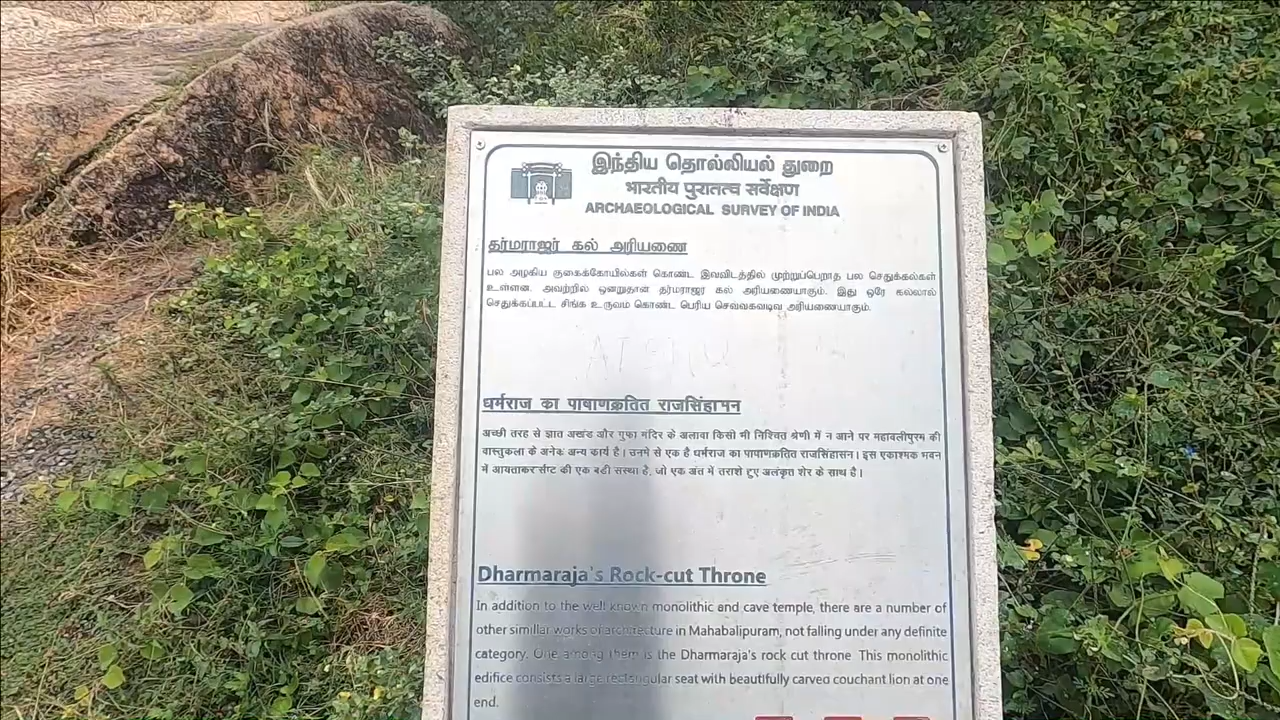 இந்திய தொல்லியல் துறை
भारतीय पुरातत्व सर्वेक्षण
ARCHAEOLOGICAL SURVEY OF INDIA
தர்மராஜர் கல் அரியணை
பல அழகிய குகைக்கோயில்கள் கொண்ட இவ்விடத்தில் முற்றுப்பெறாத பல செதுக்கல்கள்
உள்ளன. அவற்றில் ஒன்றுதான் தர்மராஜர் கல் அரியணையாகும். இது ஒரே கல்லால்
செதுக்கப்பட்ட சிங்க உருவம் கொண்ட பெரிய செவ்வகவடிவ அரியணையாகும்.
धर्मराज का पाषाणक्रतित राजसिंहासन
अच्छी तरह से ज्ञात अखंड और गुफा मंदिर के अलावा किसी भी निश्चित श्रेणी में न आने पर महाबलीपुरम की
वास्तुकला के अनेक अन्य कार्य है। उनमे से एक है धर्मराज का पाषाणक्रतित राजसिंहासन। इस एकाश्मक भवन
में आयताकार सीट की एक बडी संस्था है, जो एक अंत में तराशे हुए अलंकृत शेर के साथ है।
Dharmaraja's Rock-cut Throne
In addition to the well known monolithic and cave temple, there are a number of
other simillar works of architecture in Mahabalipuram, not falling under any definite
category. One among them is the Dharmaraja's rock cut throne This monolithic
edifice consists a large rectangular seat with beautifully carved couchant lion at one
end.